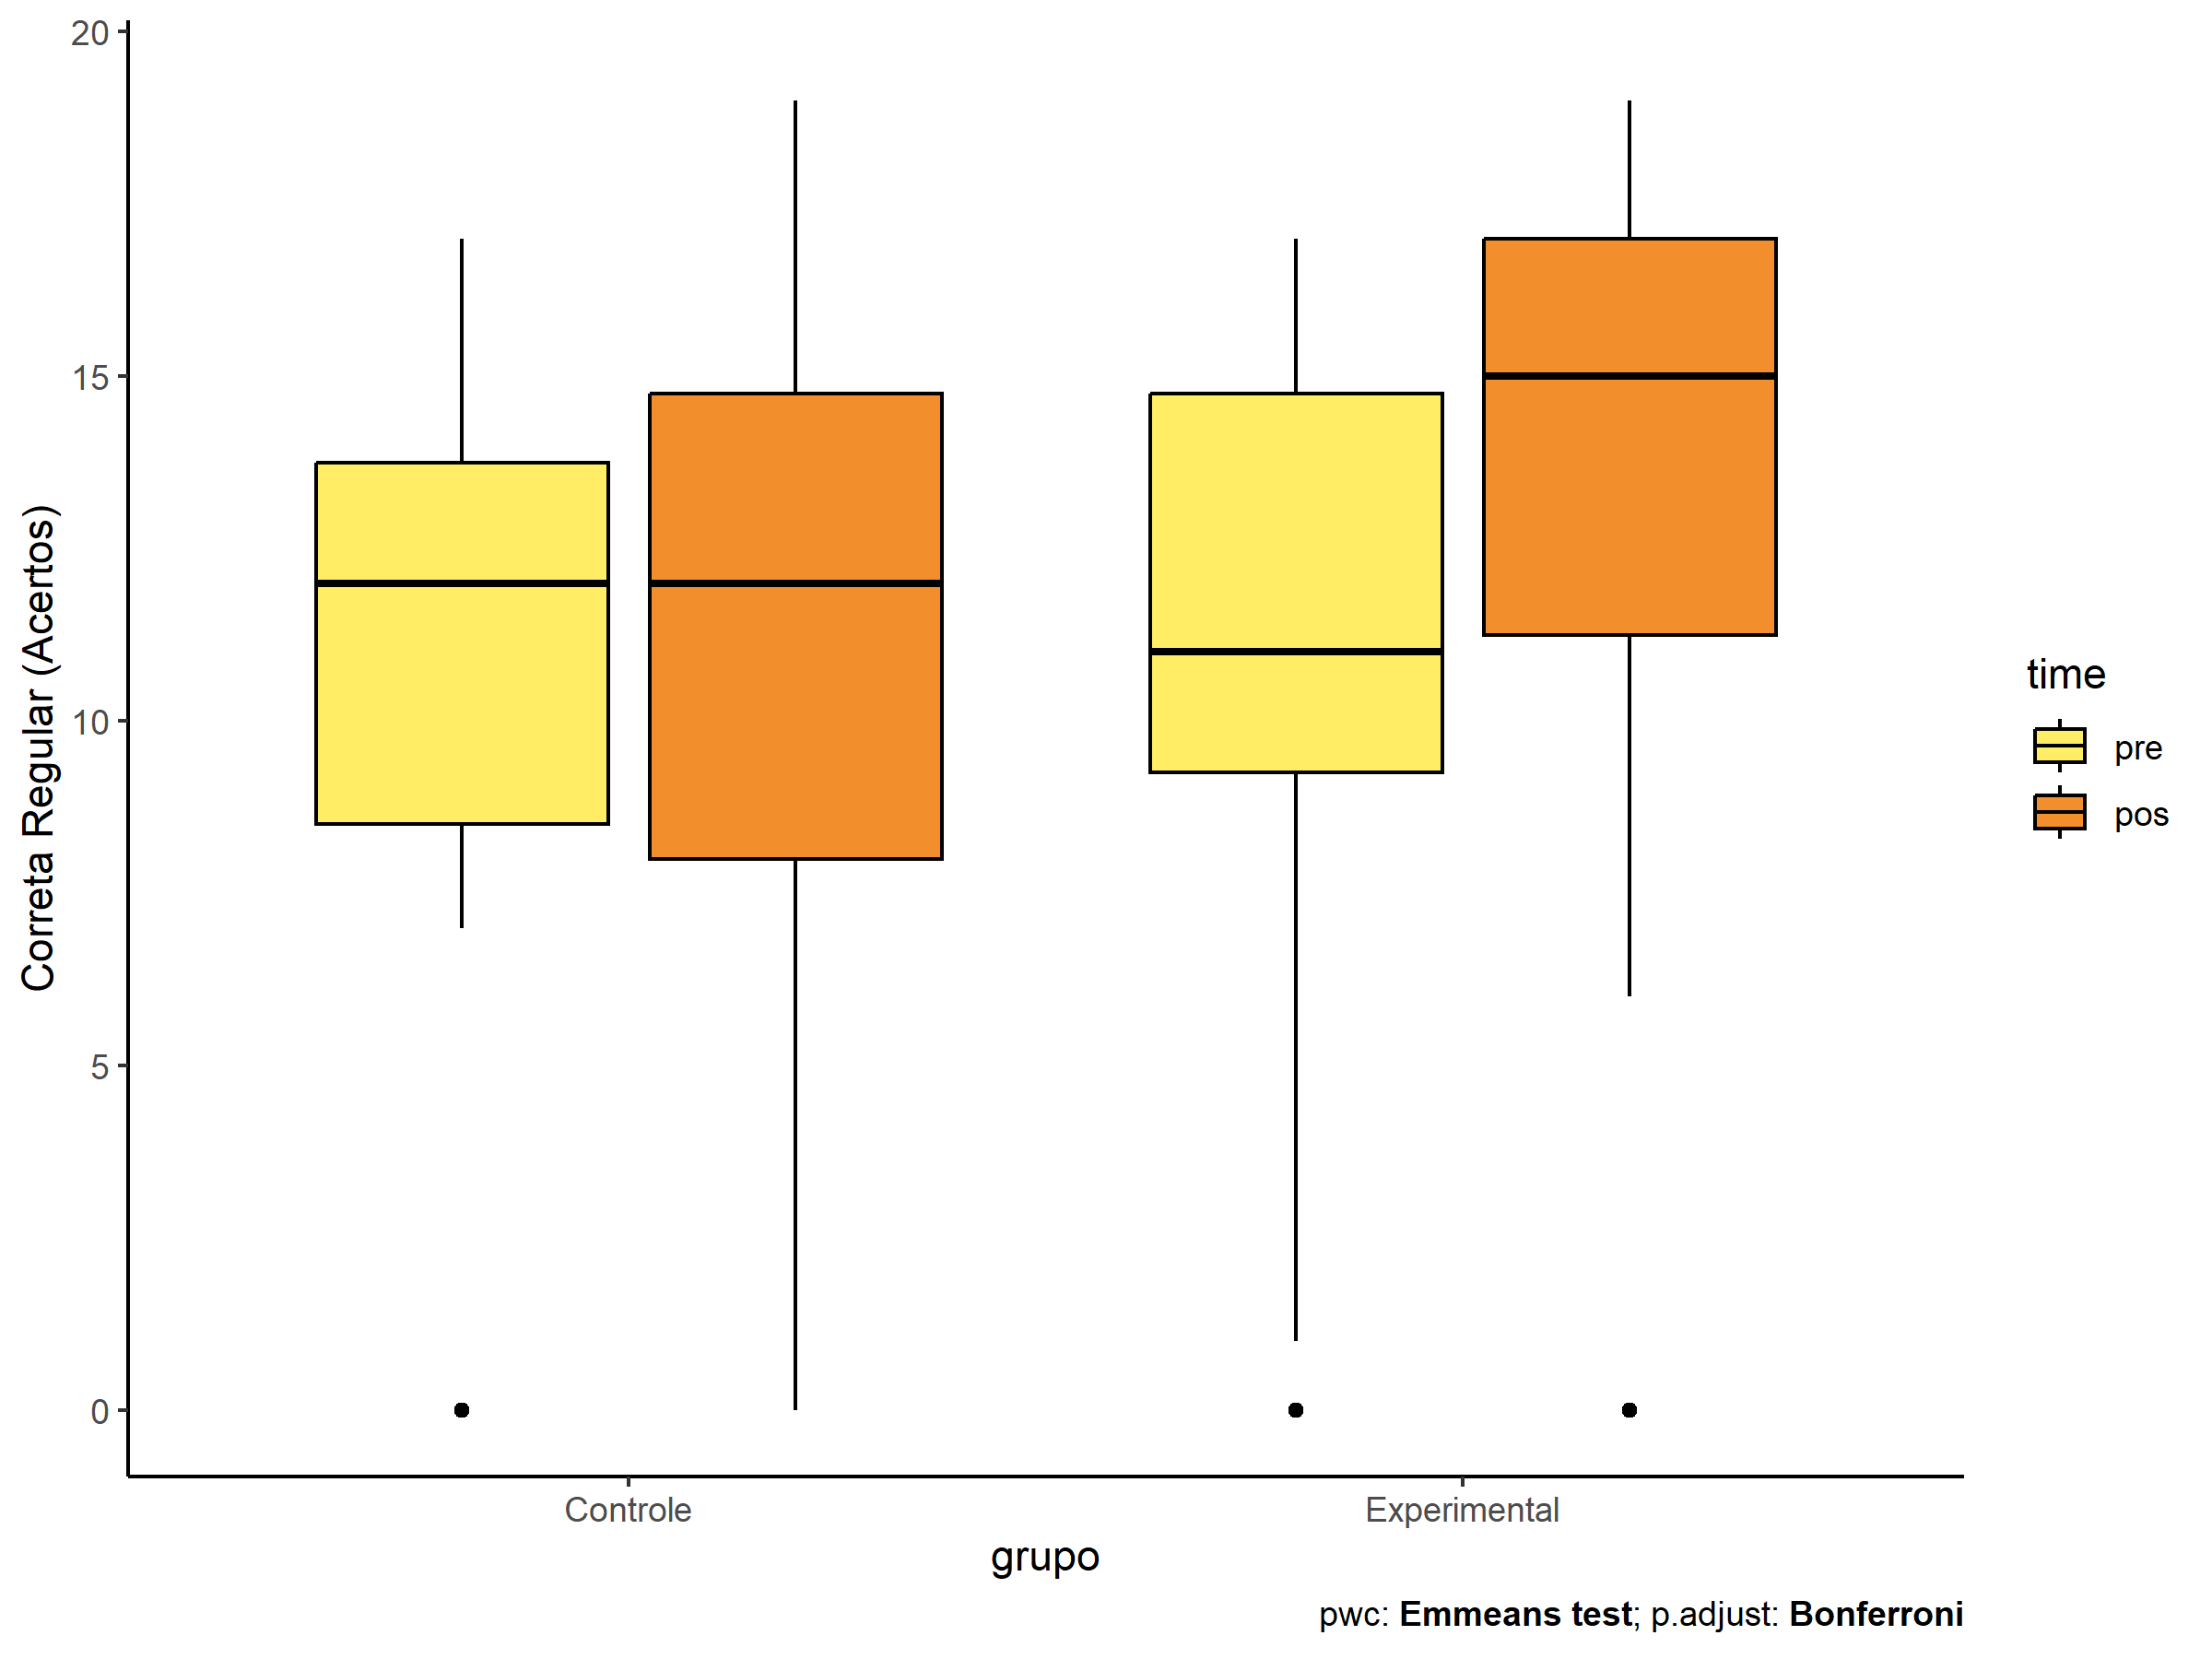 20
15
10
5
0
Correta Regular (Acertos)
Controle
Experimental
grupo
time
pre
pos
pwc: Emmeans test; p.adjust: Bonferroni